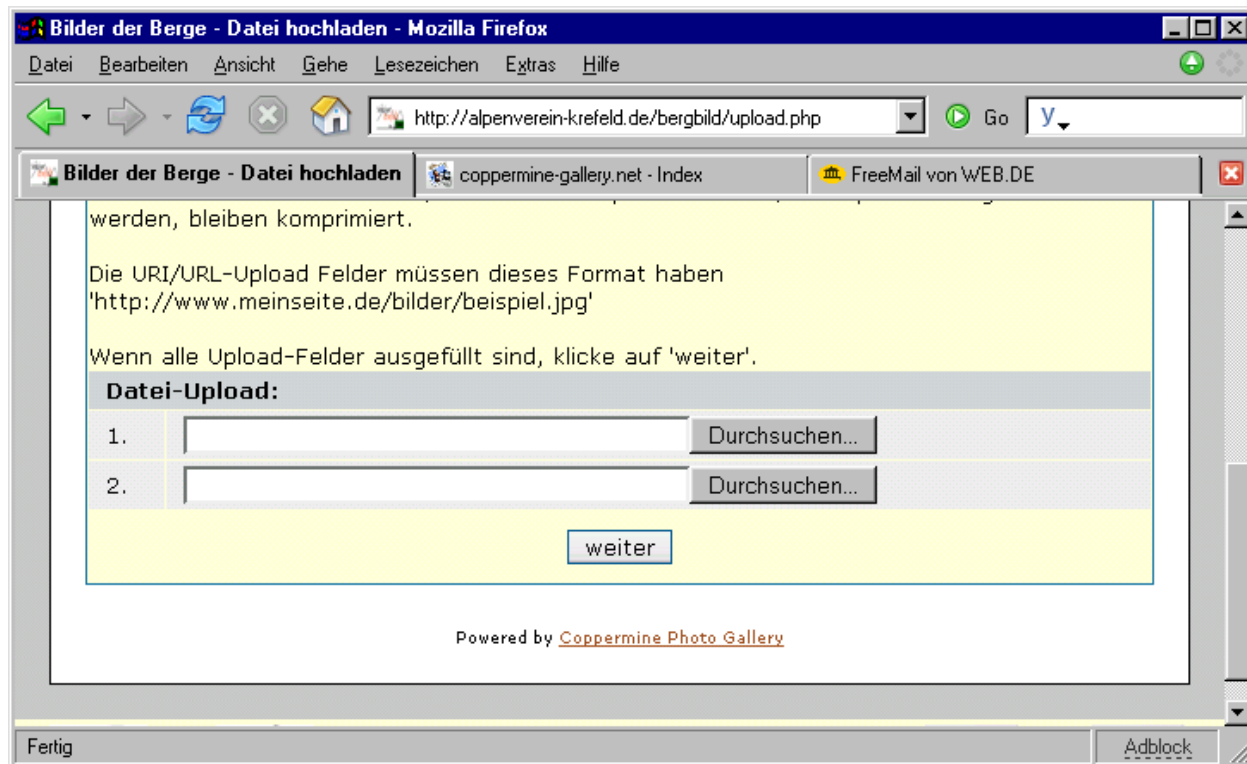 Bilder der Berge - Datei hochladen - Mozilla Firefox
Datei Bearbeiten Ansicht Gehe Lesezeichen Extras Hilfe
http://alpenverein-krefeld.de/bergbild/upload.php Go y
Bilder der Berge - Datei hochladen coppermine-gallery.net - Index FreeMail von WEB.DE
werden, bleiben komprimiert.
Die URI/URL-Upload Felder müssen dieses Format haben
'http://www.meinseite.de/bilder/beispiel.jpg'
Wenn alle Upload-Felder ausgefüllt sind, klicke auf 'weiter'.
Datei-Upload:
1. Durchsuchen...
2. Durchsuchen...
weiter
Powered by Coppermine Photo Gallery
Fertig Adblock